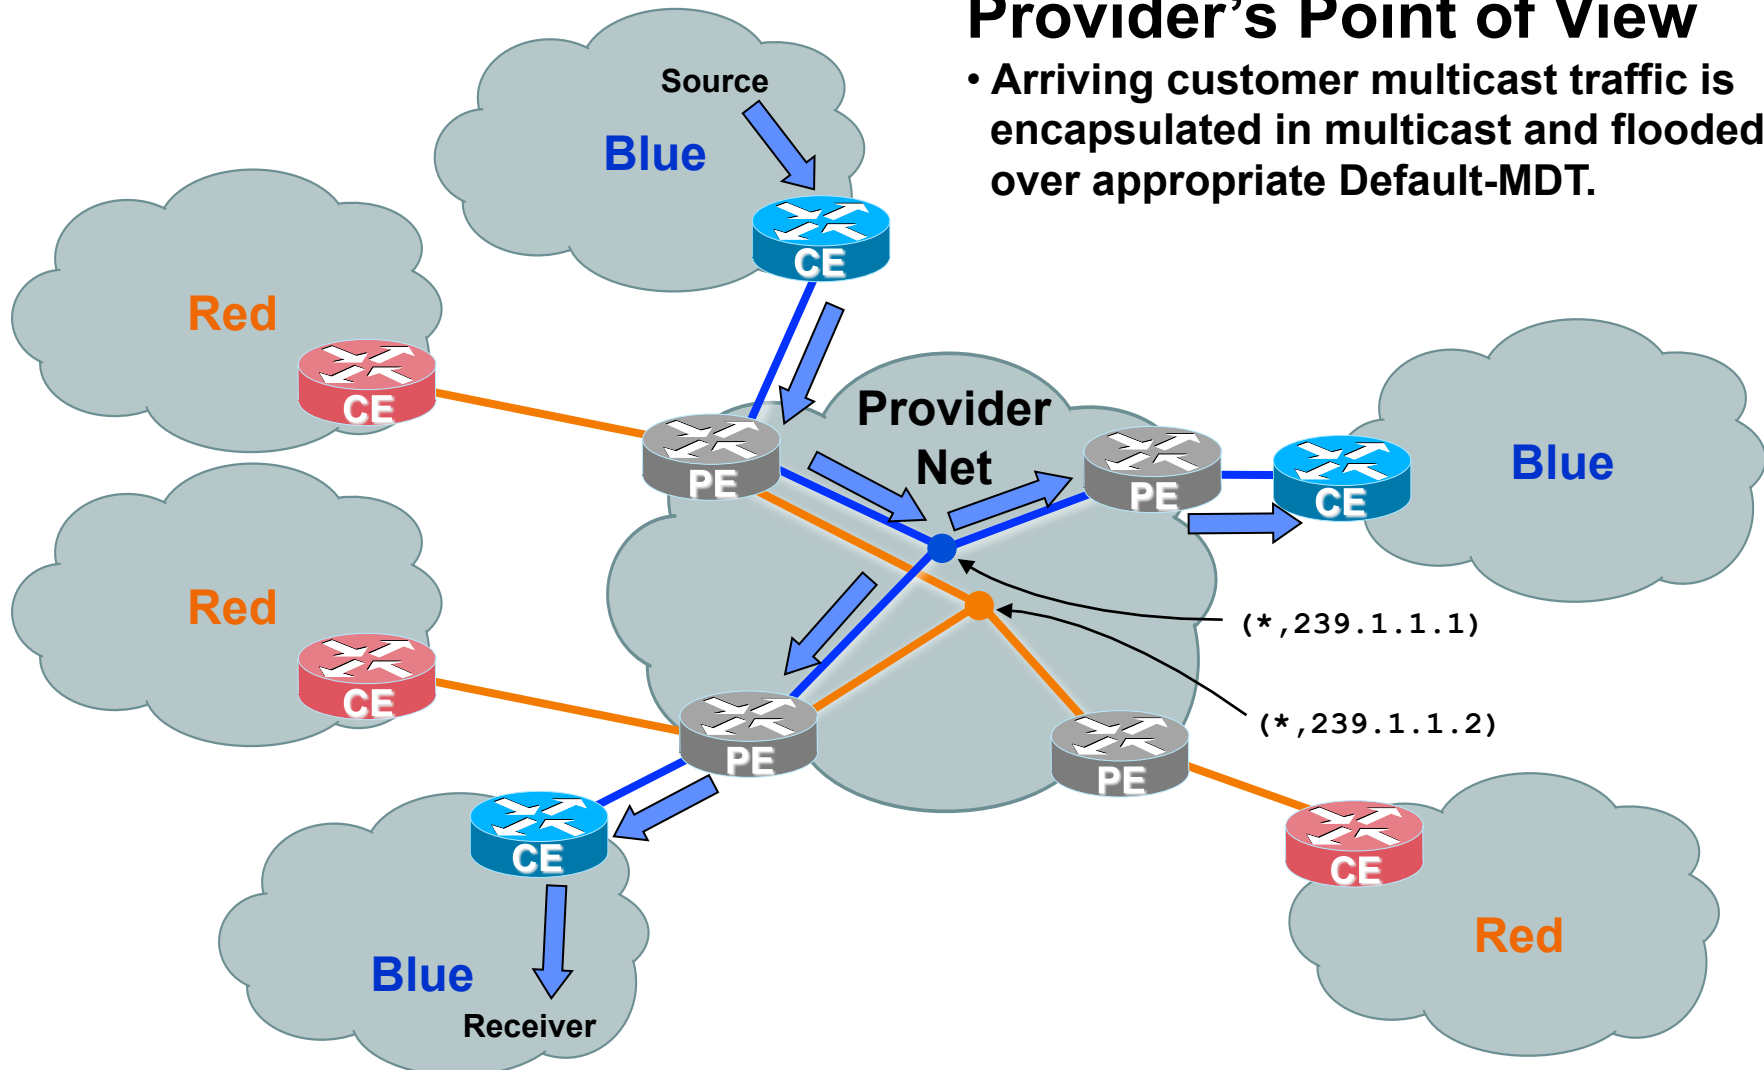 Provider’s Point of View
• Arriving customer multicast traffic is
encapsulated in multicast and flooded
over appropriate Default-MDT.
Source
Blue
CE
Red
CE
Provider
Net
PE
PE
CE
Blue
Red
CE
(*,239.1.1.1)
(*,239.1.1.2)
PE
PE
CE
CE
Blue
Red
Receiver